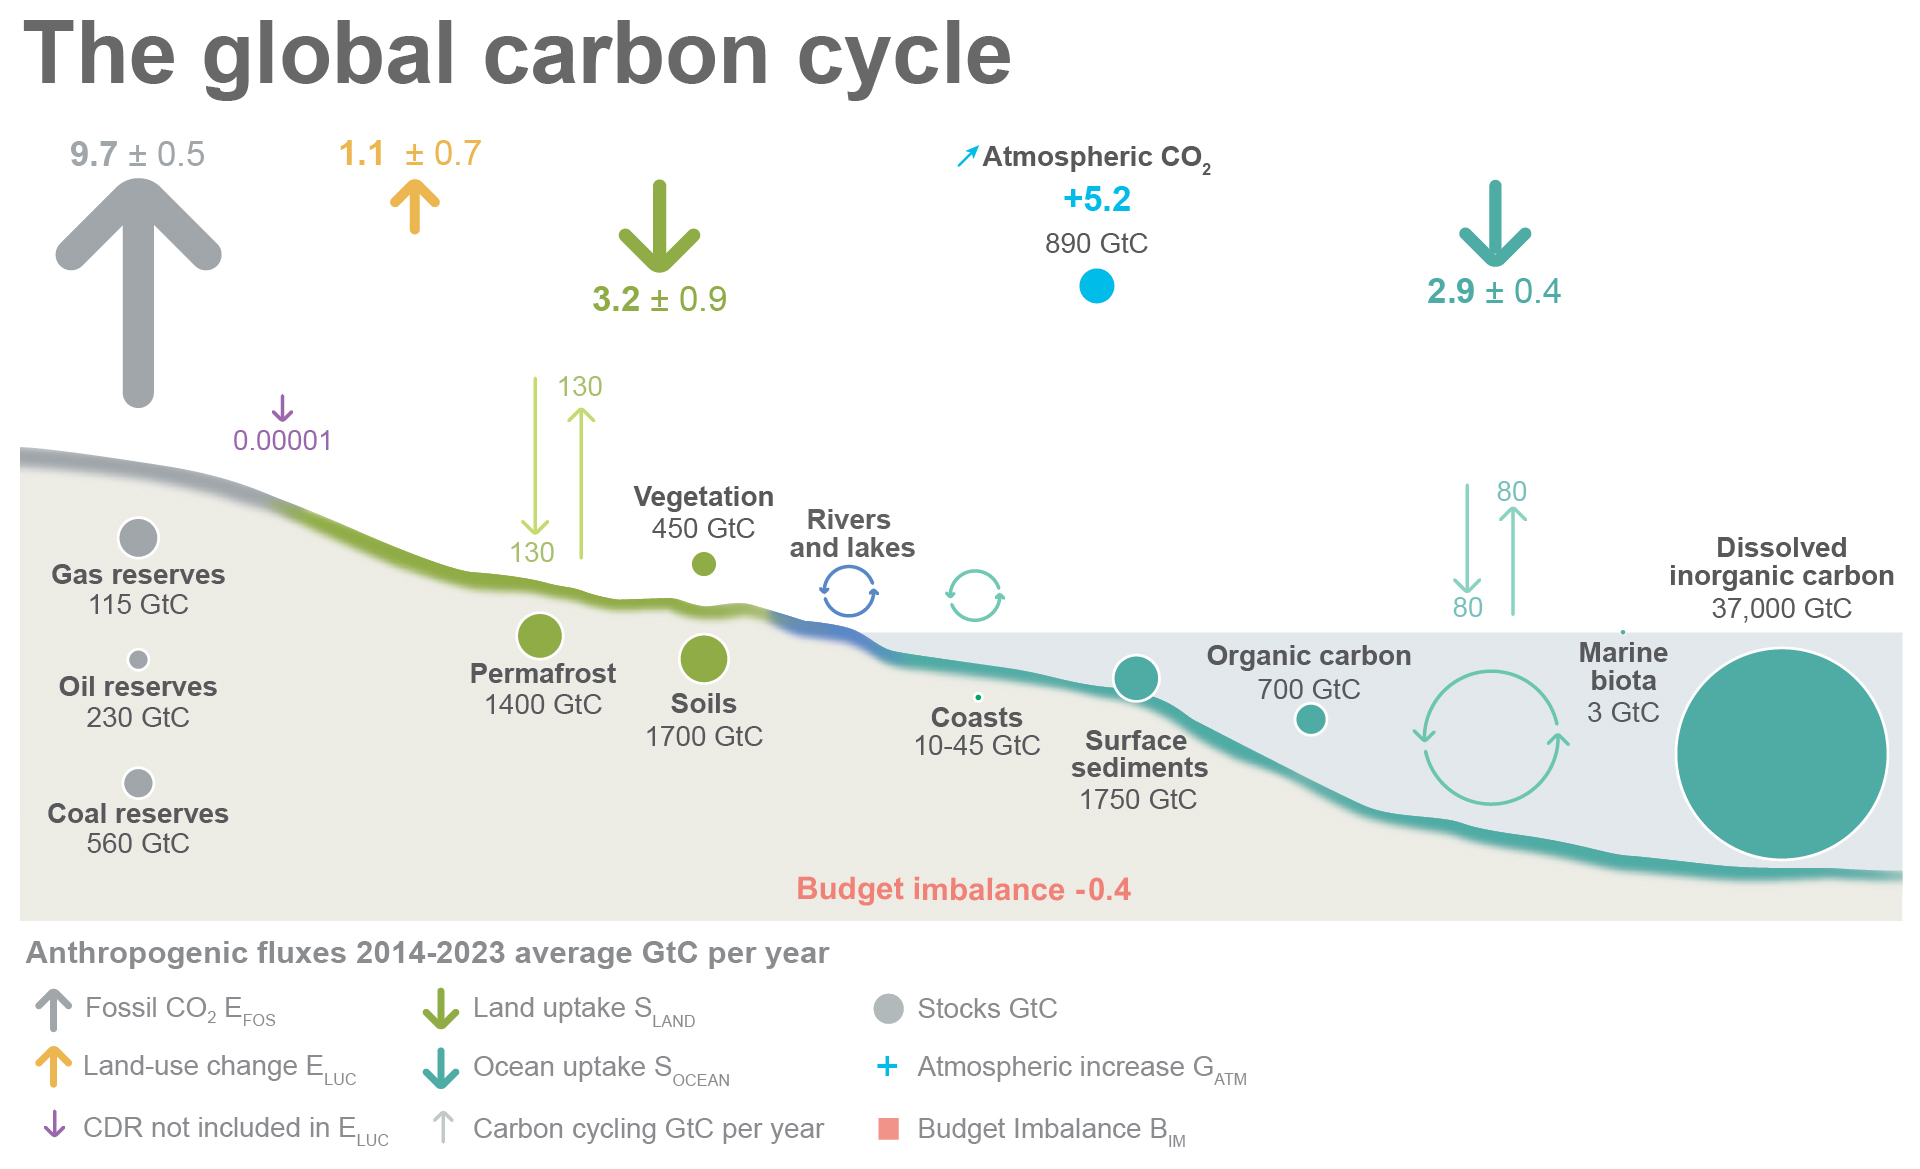 The global carbon cycle
9.7 ± 0.5
1.1 ± 0.7
3.2 ± 0.9
Atmospheric CO2
+5.2
890 GtC
2.9 ± 0.4
0.00001
130
130
Vegetation
450 GtC
Rivers
and lakes
80
80
Dissolved
inorganic carbon
37,000 GtC
Gas reserves
115 GtC
Oil reserves
230 GtC
Coal reserves
560 GtC
Permafrost
1400 GtC
Soils
1700 GtC
Coasts
10-45 GtC
Surface
sediments
1750 GtC
Organic carbon
700 GtC
Marine
biota
3 GtC
Budget imbalance -0.4
Anthropogenic fluxes 2014-2023 average GtC per year
Fossil CO2 EFOS
Land uptake SLAND
Stocks GtC
Land-use change ELUC
Ocean uptake SOCEAN
+ Atmospheric increase GATM
CDR not included in ELUC
Carbon cycling GtC per year
Budget Imbalance BIM